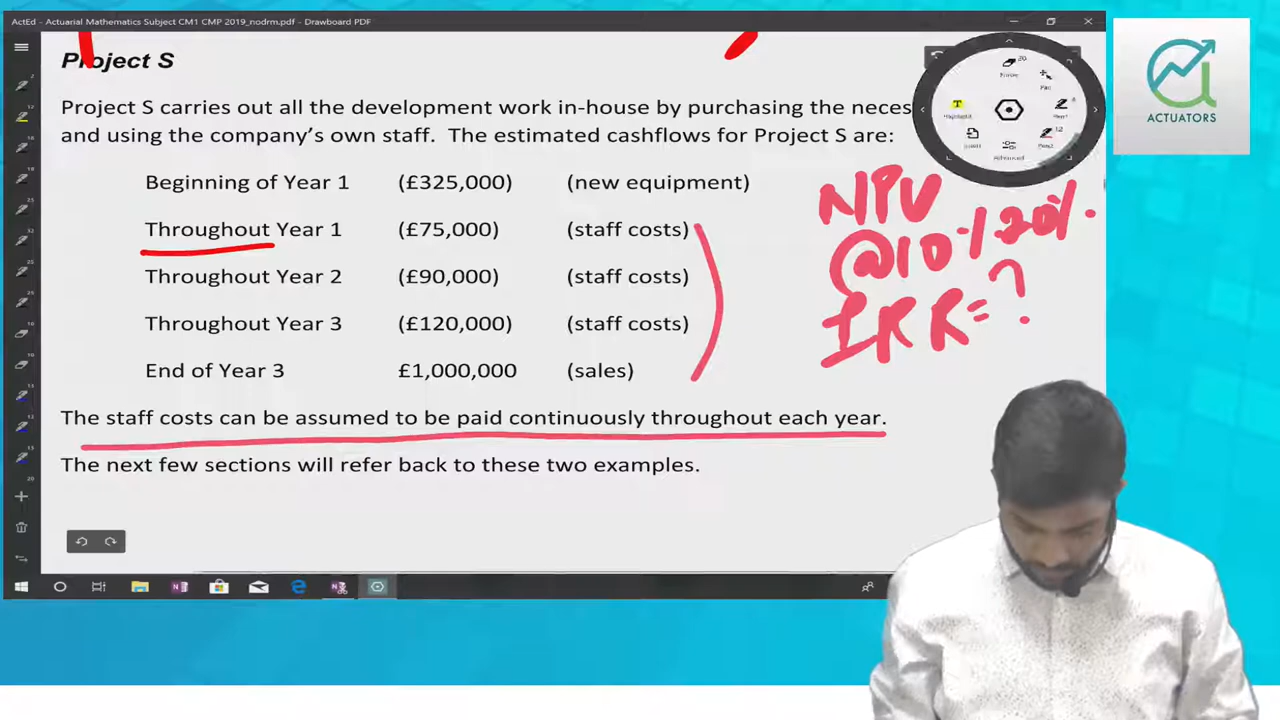 ActEd - Actuarial Mathematics Subject CM1 CMP 2019_nodrm.pdf - Drawboard PDF
Project S
Project S carries out all the development work in-house by purchasing the neces
and using the company's own staff. The estimated cashflows for Project S are:
Beginning of Year 1 (£325,000) (new equipment)
Throughout Year 1 (£75,000) (staff costs)
Throughout Year 2 (£90,000) (staff costs)
Throughout Year 3 (£120,000) (staff costs)
End of Year 3 £1,000,000 (sales)
The staff costs can be assumed to be paid continuously throughout each year.
The next few sections will refer back to these two examples.
NPV
@10% 20%.
IRR = ?
ACTUATORS